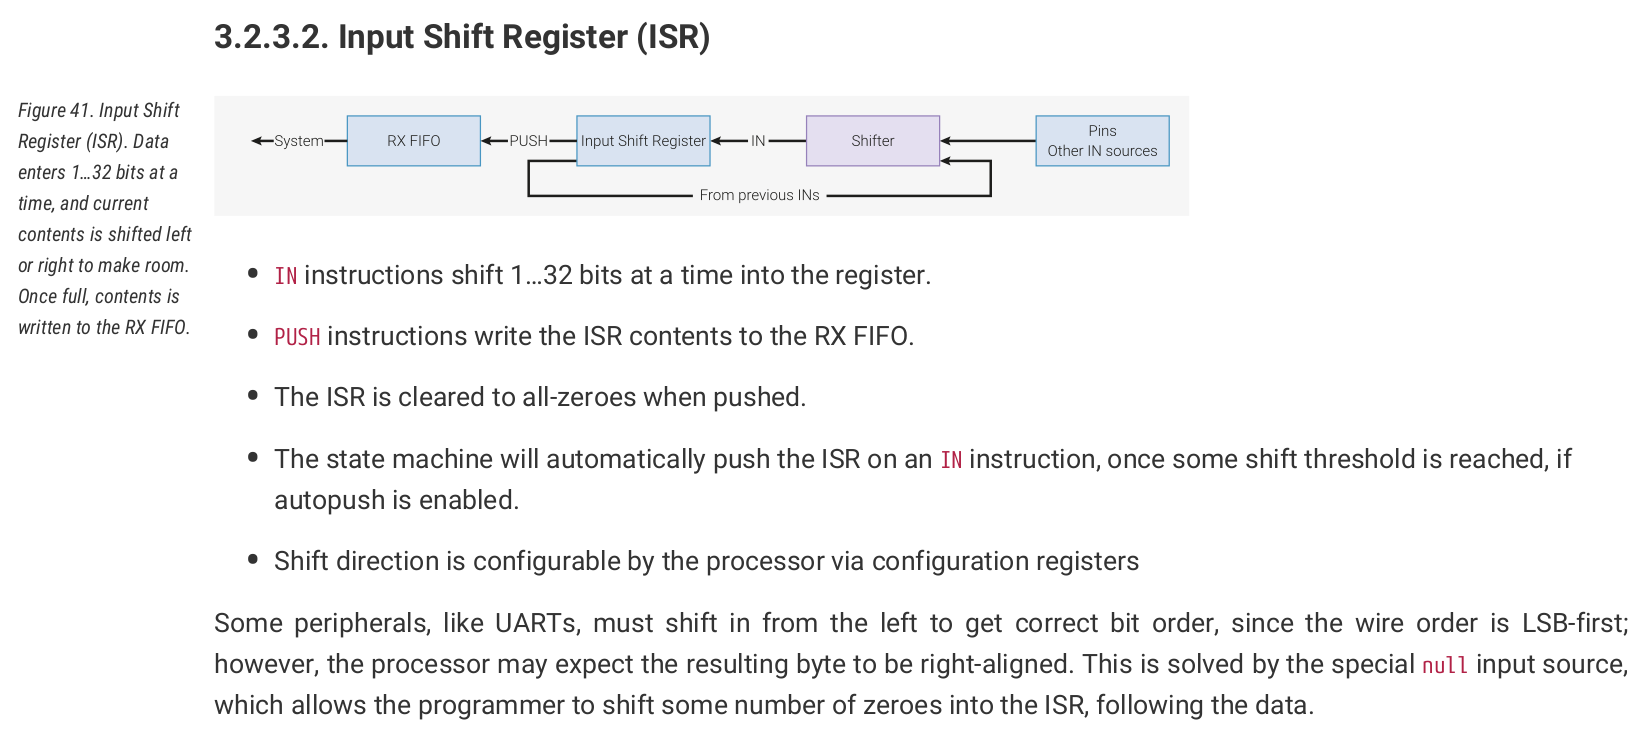 3.2.3.2. Input Shift Register (ISR)
Figure 41. Input Shift
Register (ISR). Data
enters 1…32 bits at a
time, and current
contents is shifted left
or right to make room.
Once full, contents is
written to the RX FIFO.
System
RX FIFO
PUSH
Input Shift Register
IN
Shifter
Pins
Other IN sources
From previous INs
• IN instructions shift 1…32 bits at a time into the register.
• PUSH instructions write the ISR contents to the RX FIFO.
• The ISR is cleared to all-zeroes when pushed.
• The state machine will automatically push the ISR on an IN instruction, once some shift threshold is reached, if
autopush is enabled.
• Shift direction is configurable by the processor via configuration registers
Some peripherals, like UARTs, must shift in from the left to get correct bit order, since the wire order is LSB-first;
however, the processor may expect the resulting byte to be right-aligned. This is solved by the special null input source,
which allows the programmer to shift some number of zeroes into the ISR, following the data.